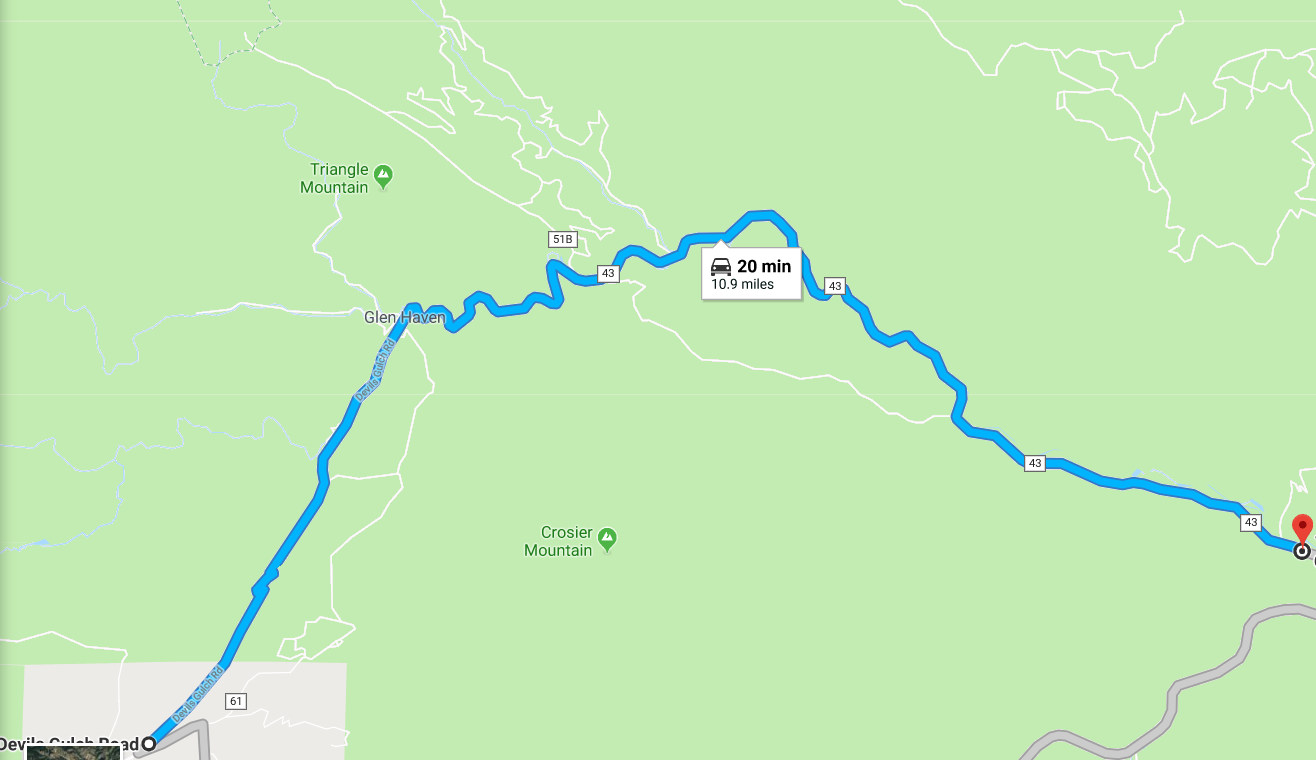 Triangle
Mountain
51B
43
20 min
10.9 miles
43
Glen Haven
Devils Gulch Rd
43
43
Crosier
Mountain
Devils Gulch Rd
61
Devils Gulch Road